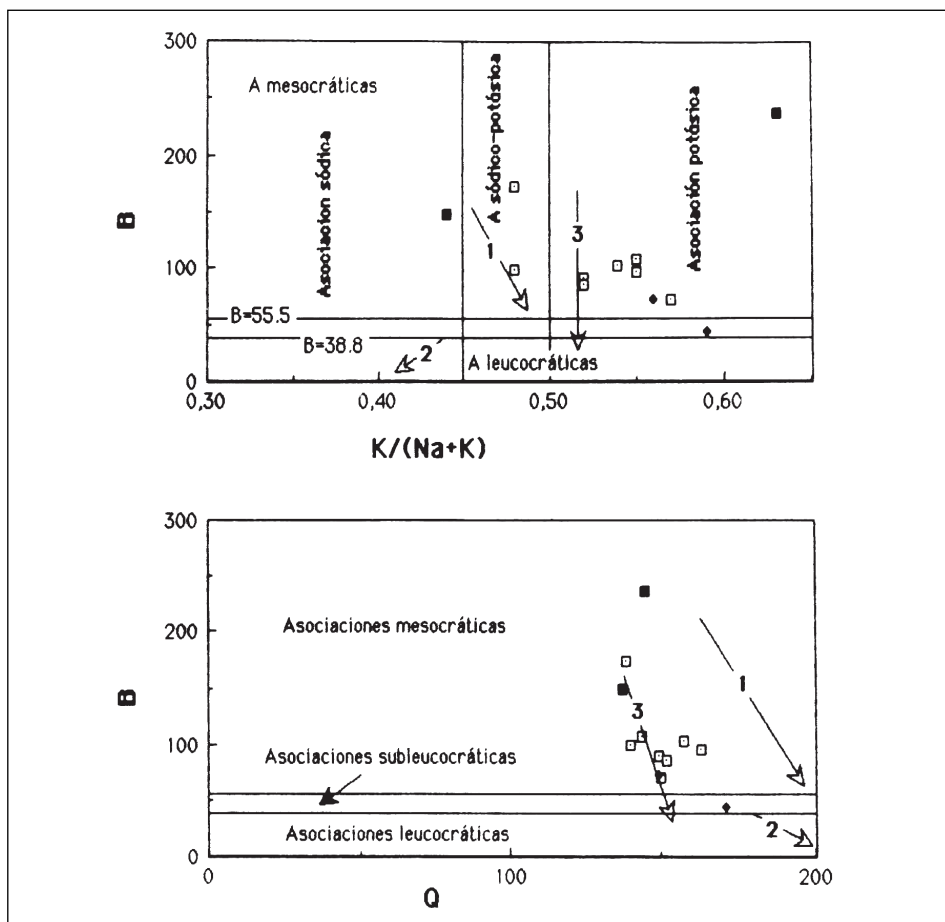 300
A mesocráticas
Asociacion sódica
A sódico-potásica
Asociación potásica
200
B
3
1
100
B=55.5
B=38.8
2
A leucocráticas
0
0,30
0,40
0,50
0,60
K/(Na+K)
300
Asociaciones mesocráticas
200
B
1
3
100
Asociaciones subleucocráticas
Asociaciones leucocráticas
2
0
0
100
200
Q